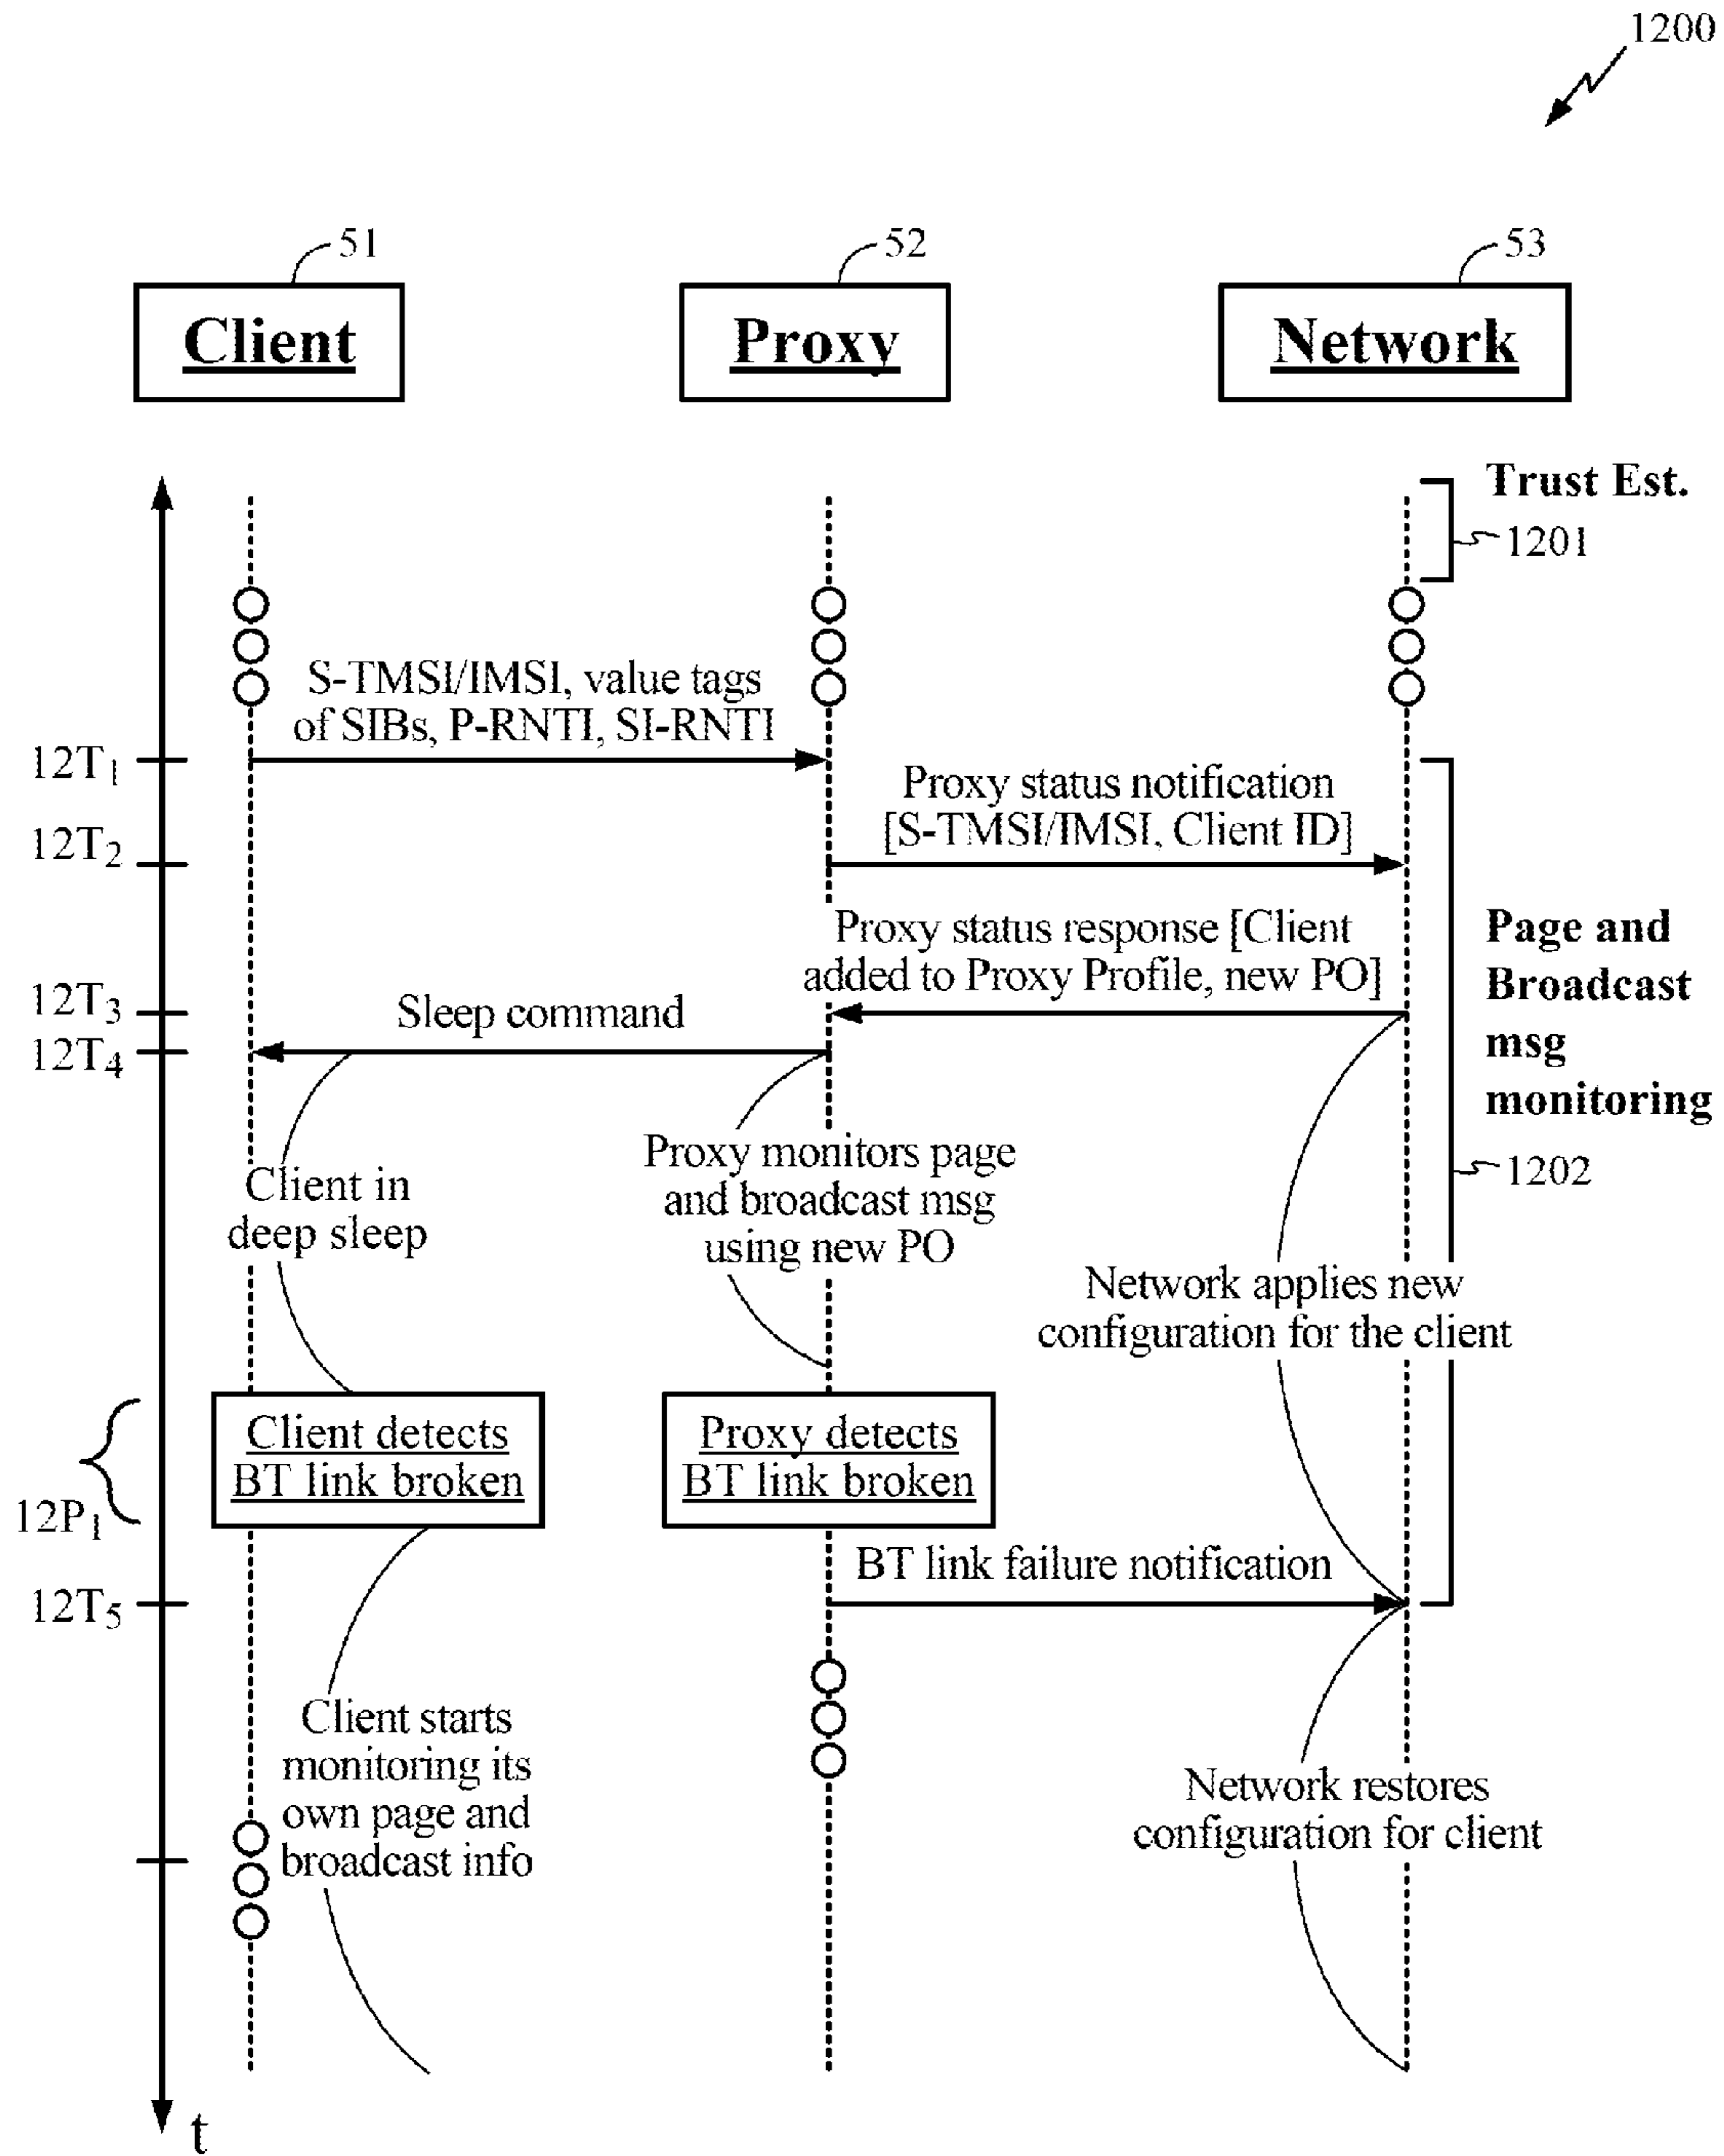 1200
51
52
53
Client
Proxy
Network
Trust Est.
1201
S-TMSI/IMSI, value tags
of SIBs, P-RNTI, SI-RNTI
12T1
Proxy status notification
[S-TMSI/IMSI, Client ID]
12T2
Proxy status response [Client
added to Proxy Profile, new PO]
12T3
Sleep command
12T4
Page and
Broadcast
msg
monitoring
1202
Client in
deep sleep
Proxy monitors page
and broadcast msg
using new PO
Network applies new
configuration for the client
Client detects
BT link broken
Proxy detects
BT link broken
12P1
BT link failure notification
12T5
Client starts
monitoring its
own page and
broadcast info
Network restores
configuration for client
t